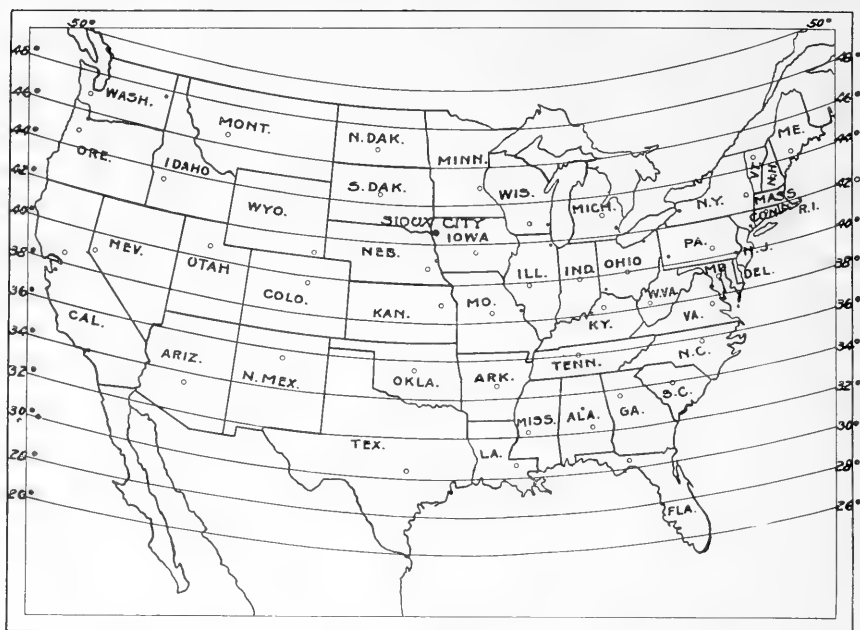 50° 50°
48° 48°
WASH.
46° 46°
MONT.
N.DAK.
ME.
44° 44°
ORE.
IDAHO
MINN.
VT.
N.H.
42° 42°
S.DAK.
WIS.
MICH.
N.Y.
MASS.
CONN.
R.I.
40° 40°
WYO.
SIOUX CITY
IOWA
38° 38°
NEV.
UTAH
NEB.
ILL.
IND.
OHIO
PA.
N.J.
MD.
DEL.
36° 36°
CAL.
COLO.
KAN.
MO.
KY.
W.VA.
VA.
34° 34°
ARIZ.
N.MEX.
OKLA.
ARK.
TENN.
N.C.
32° 32°
S.C.
30° 30°
TEX.
LA.
MISS.
ALA.
GA.
28° 28°
26° 26°
FLA.